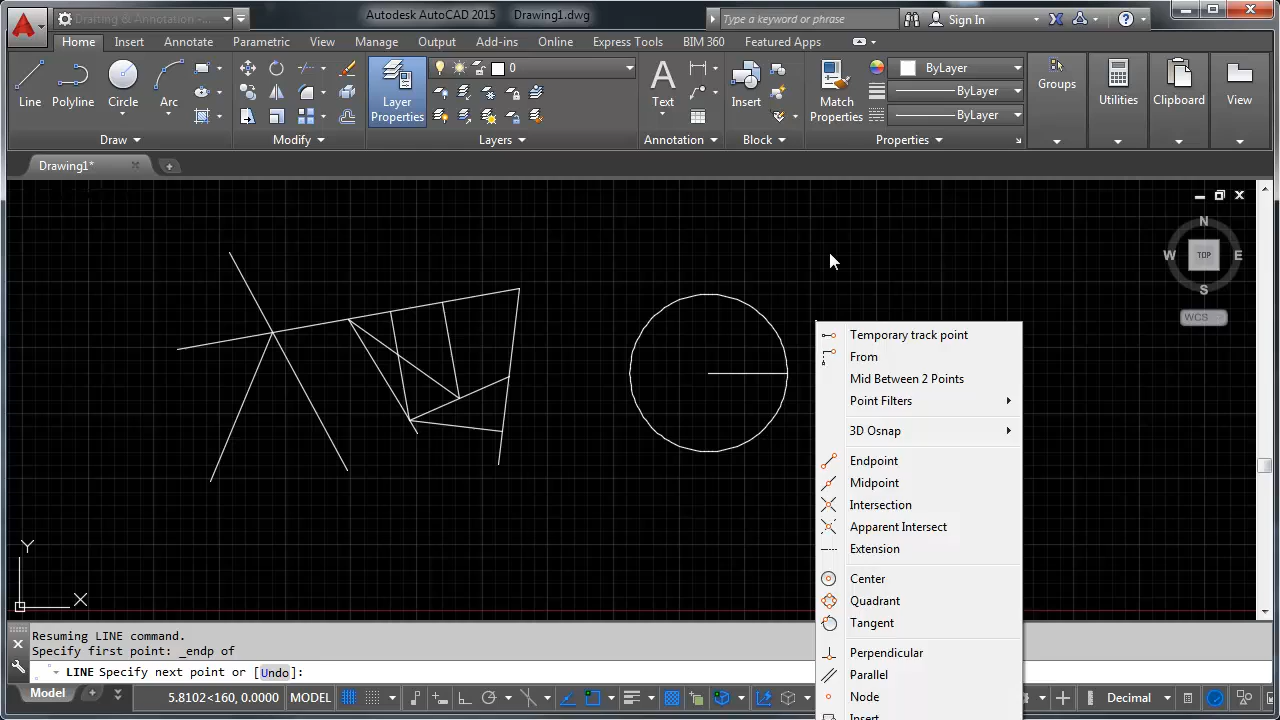 Drafting & Annotation
Autodesk AutoCAD 2015 Drawing1.dwg
Type a keyword or phrase
Sign In
Home Insert Annotate Parametric View Manage Output Add-ins Online Express Tools BIM 360 Featured Apps
Line
Polyline
Circle
Arc
Layer Properties
0
Text
Insert
Match Properties
ByLayer
ByLayer
ByLayer
Groups
Utilities
Clipboard
View
Draw Modify Layers Annotation Block Properties
Drawing1*
N
W TOP E
S
WCS
Temporary track point
From
Mid Between 2 Points
Point Filters
3D Osnap
Endpoint
Midpoint
Intersection
Apparent Intersect
Extension
Center
Quadrant
Tangent
Perpendicular
Parallel
Node
Insert
Y
X
Resuming LINE command.
Specify first point: _endp of
LINE Specify next point or [Undo]:
Model
5.8102<160, 0.0000 MODEL
Decimal